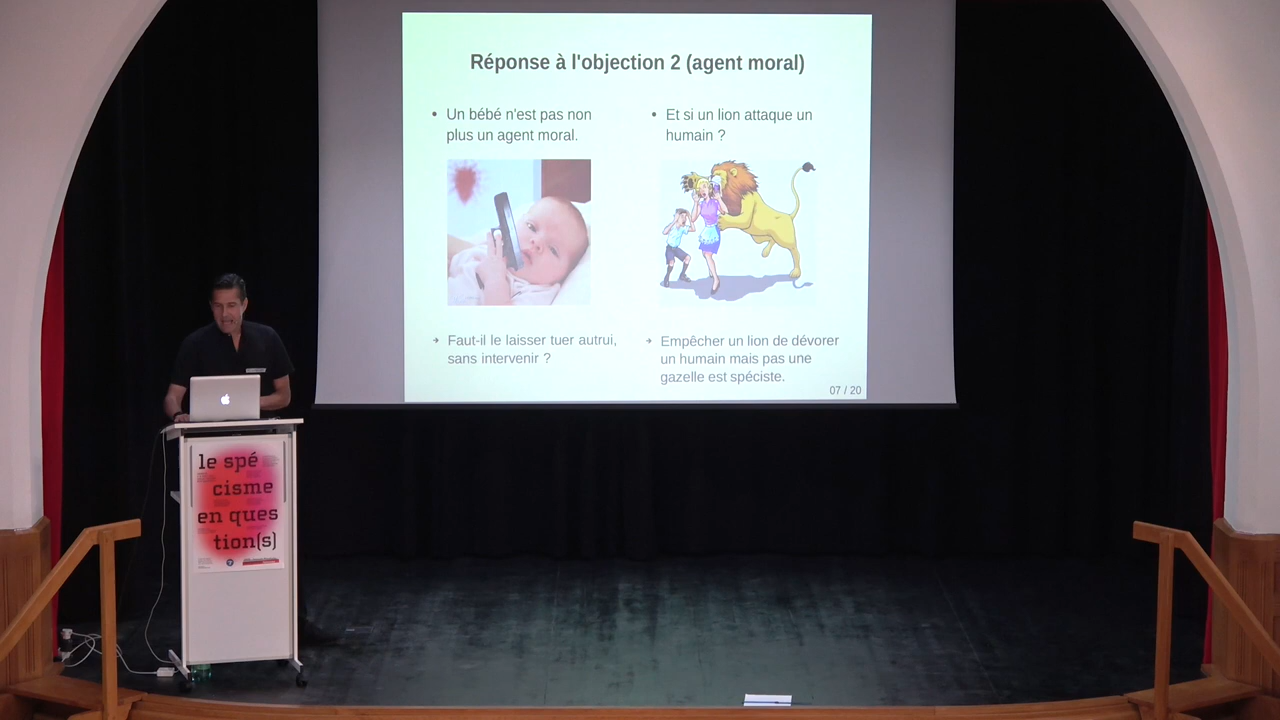 Réponse à l'objection 2 (agent moral)
• Un bébé n'est pas non
plus un agent moral.
• Et si un lion attaque un
humain ?
Faut-il le laisser tuer autrui,
sans intervenir ?
Empêcher un lion de dévorer
un humain mais pas une
gazelle est spéciste.
07 / 20
le spé
cisme
en ques
tion(s)